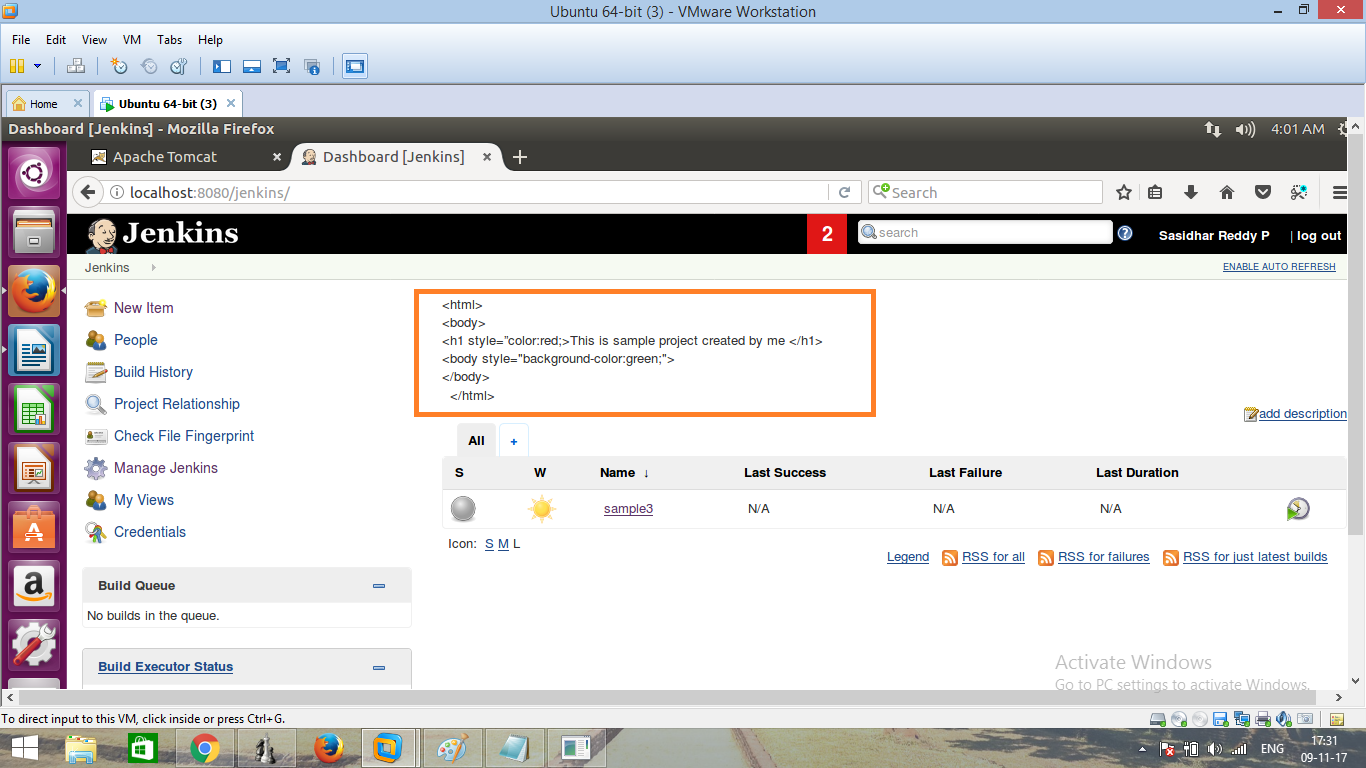 Ubuntu 64-bit (3) - VMware Workstation
File Edit View VM Tabs Help
Home Ubuntu 64-bit (3)
Dashboard [Jenkins] - Mozilla Firefox 4:01 AM
Apache Tomcat Dashboard [Jenkins]
localhost:8080/jenkins/ Search
Jenkins 2 search Sasidhar Reddy P | log out
Jenkins ENABLE AUTO REFRESH
New Item
People
Build History
Project Relationship
Check File Fingerprint
Manage Jenkins
My Views
Credentials
Build Queue
No builds in the queue.
Build Executor Status
<html>
<body>
<h1 style="color:red;>This is sample project created by me </h1>
<body style="background-color:green;">
</body>
</html>
add description
All +
S W Name ↓ Last Success Last Failure Last Duration
sample3 N/A N/A N/A
Icon: S M L
Legend RSS for all RSS for failures RSS for just latest builds
Activate Windows
Go to PC settings to activate Windows.
To direct input to this VM, click inside or press Ctrl+G.
ENG 17:31
09-11-17